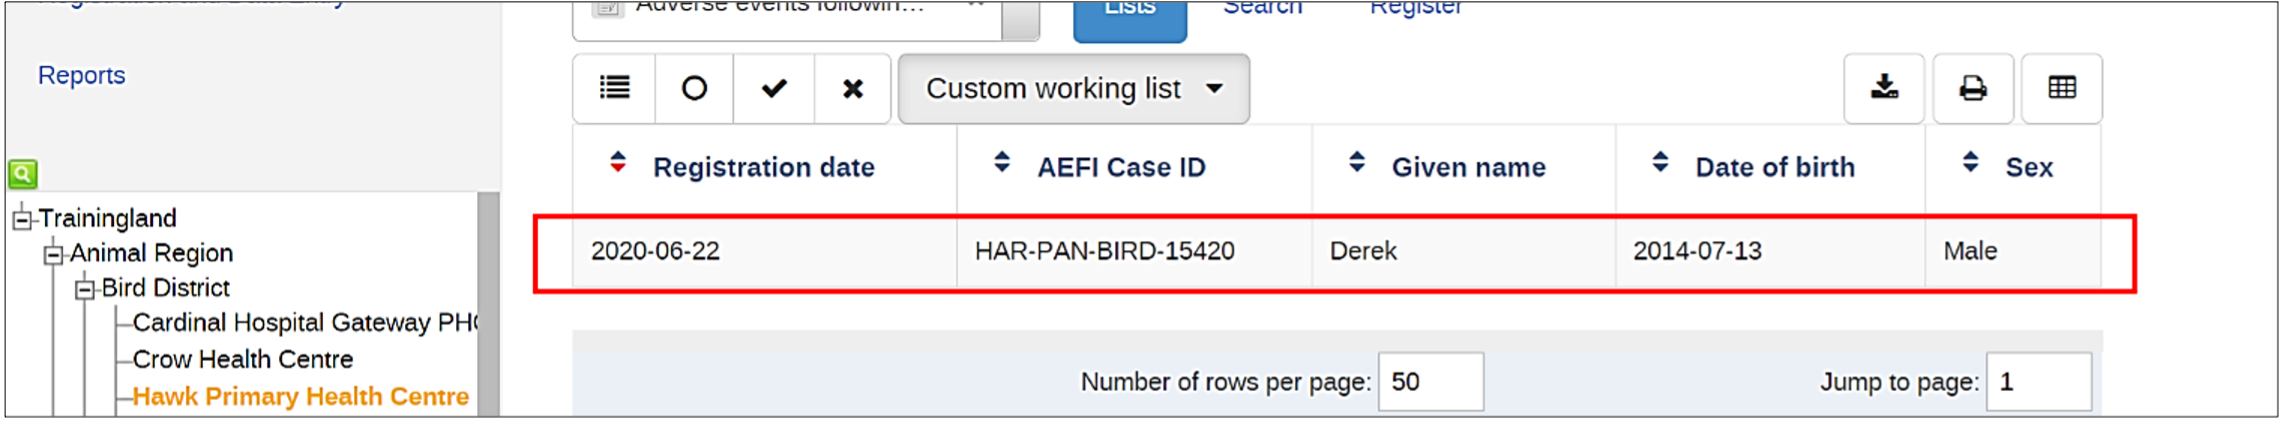 Adverse events followin…
Lists
Search
Register
Reports
Custom working list
Registration date
AEFI Case ID
Given name
Date of birth
Sex
2020-06-22
HAR-PAN-BIRD-15420
Derek
2014-07-13
Male
Trainingland
Animal Region
Bird District
Cardinal Hospital Gateway PH
Crow Health Centre
Hawk Primary Health Centre
Number of rows per page: 50
Jump to page: 1